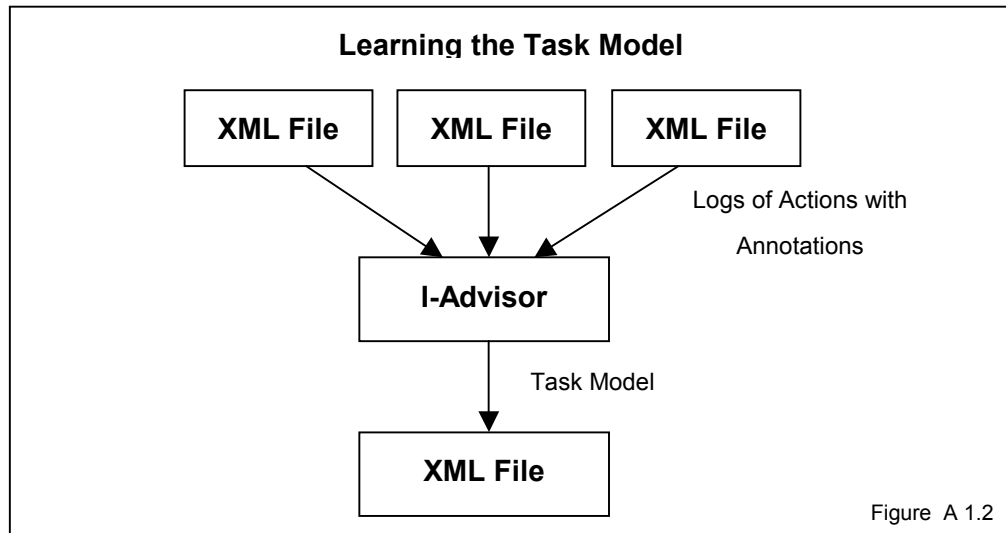 Learning the Task Model
XML File XML File XML File
Logs of Actions with
Annotations
I-Advisor
Task Model
XML File
Figure A 1.2